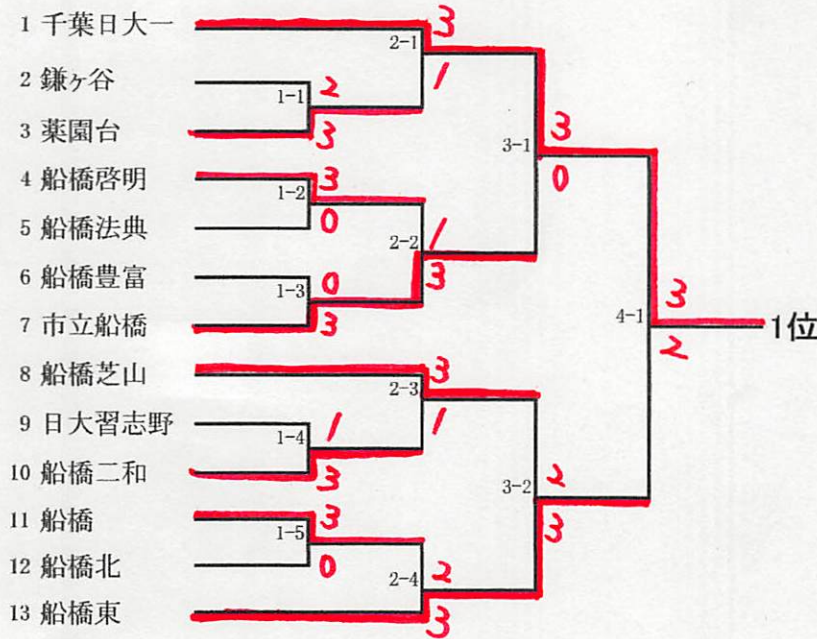 1 千葉日大一
2 鎌ヶ谷
3 薬園台
4 船橋啓明
5 船橋法典
6 船橋豊富
7 市立船橋
8 船橋芝山
9 日大習志野
10 船橋二和
11 船橋
12 船橋北
13 船橋東
1-1
2
3
1-2
3
0
1-3
0
3
1-4
1
3
1-5
3
0
2-1
3
1
2-2
1
3
2-3
3
1
2-4
2
3
3-1
3
0
3-2
2
3
4-1
3
2
1位